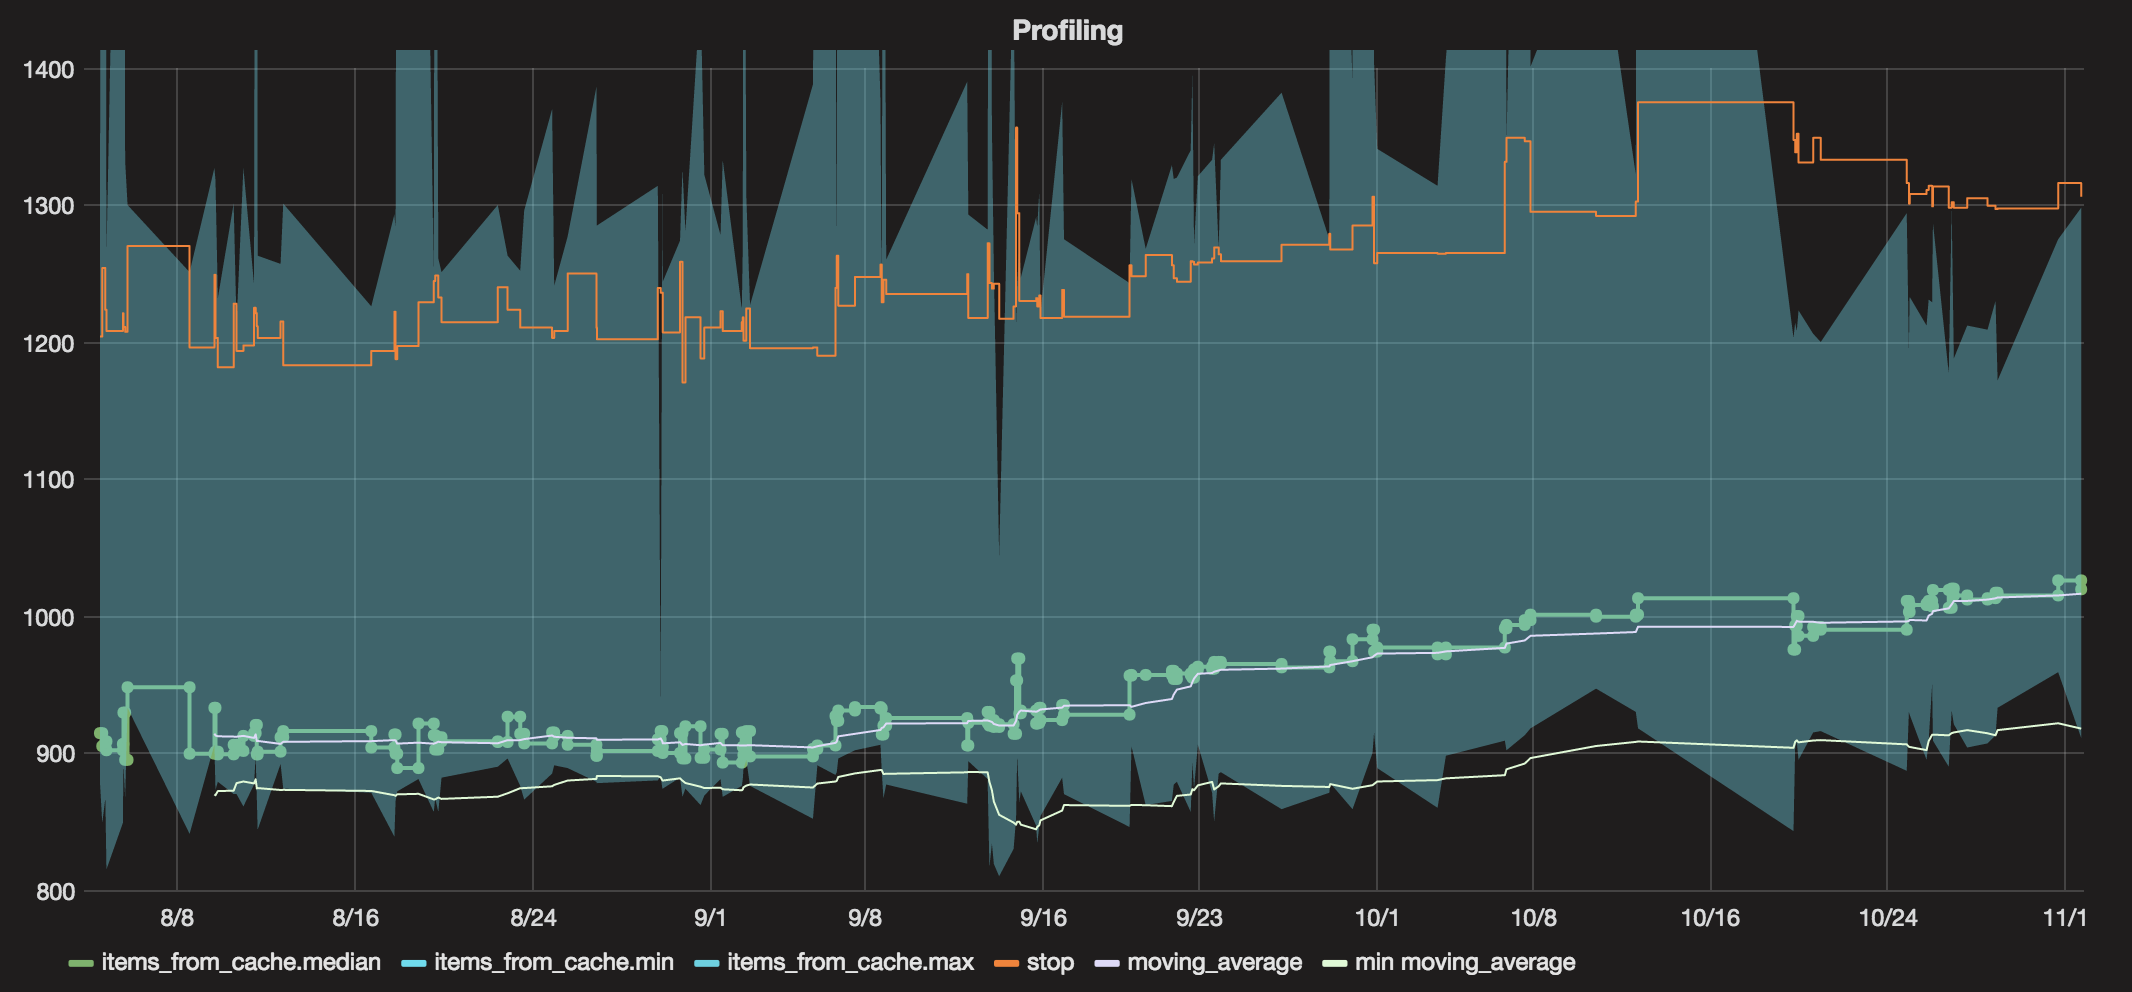 Profiling
1400
1300
1200
1100
1000
900
800
8/8 8/16 8/24 9/1 9/8 9/16 9/23 10/1 10/8 10/16 10/24 11/1
items_from_cache.median items_from_cache.min items_from_cache.max stop moving_average min moving_average